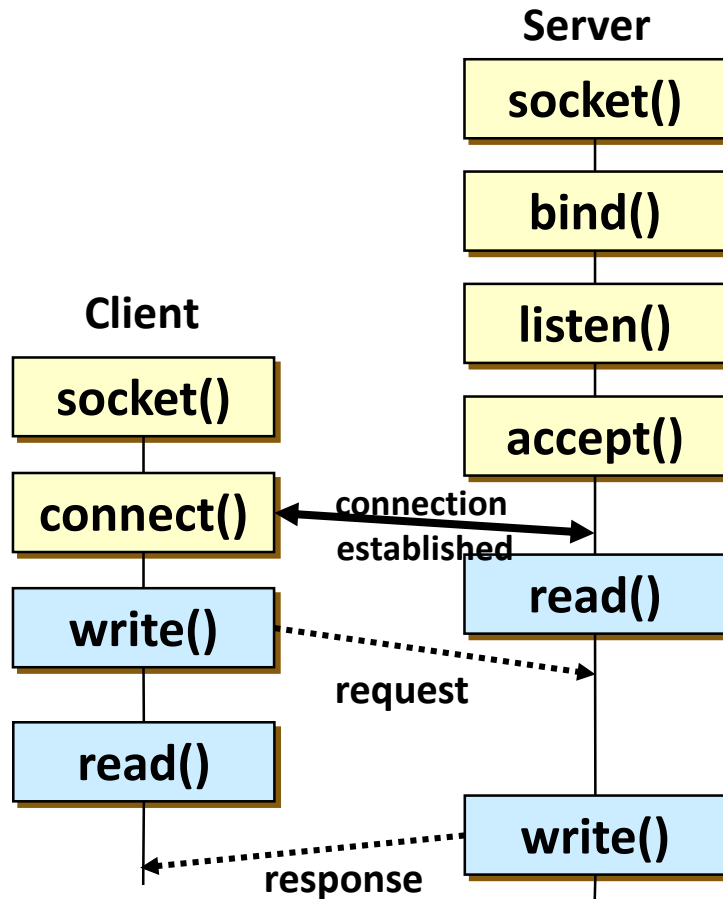 Server
socket()
bind()
listen()
accept()
Client
socket()
connect()
connection
established
read()
write()
request
read()
write()
response